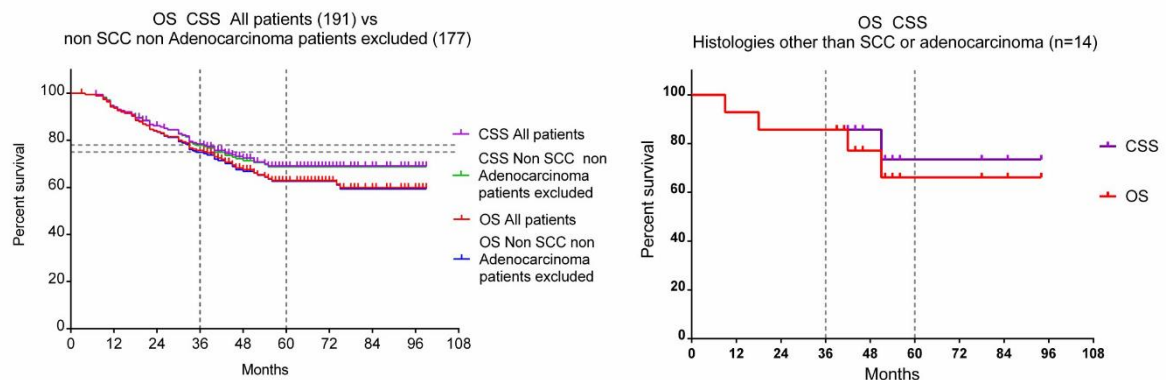 OS CSS All patients (191) vs
non SCC non Adenocarcinoma patients excluded (177)
Percent survival
100
80
60
40
20
0
0 12 24 36 48 60 72 84 96 108
Months
CSS All patients
CSS Non SCC non
Adenocarcinoma
patients excluded
OS All patients
OS Non SCC non
Adenocarcinoma
patients excluded
OS CSS
Histologies other than SCC or adenocarcinoma (n=14)
Percent survival
100
80
60
40
20
0
0 12 24 36 48 60 72 84 96 108
Months
CSS
OS